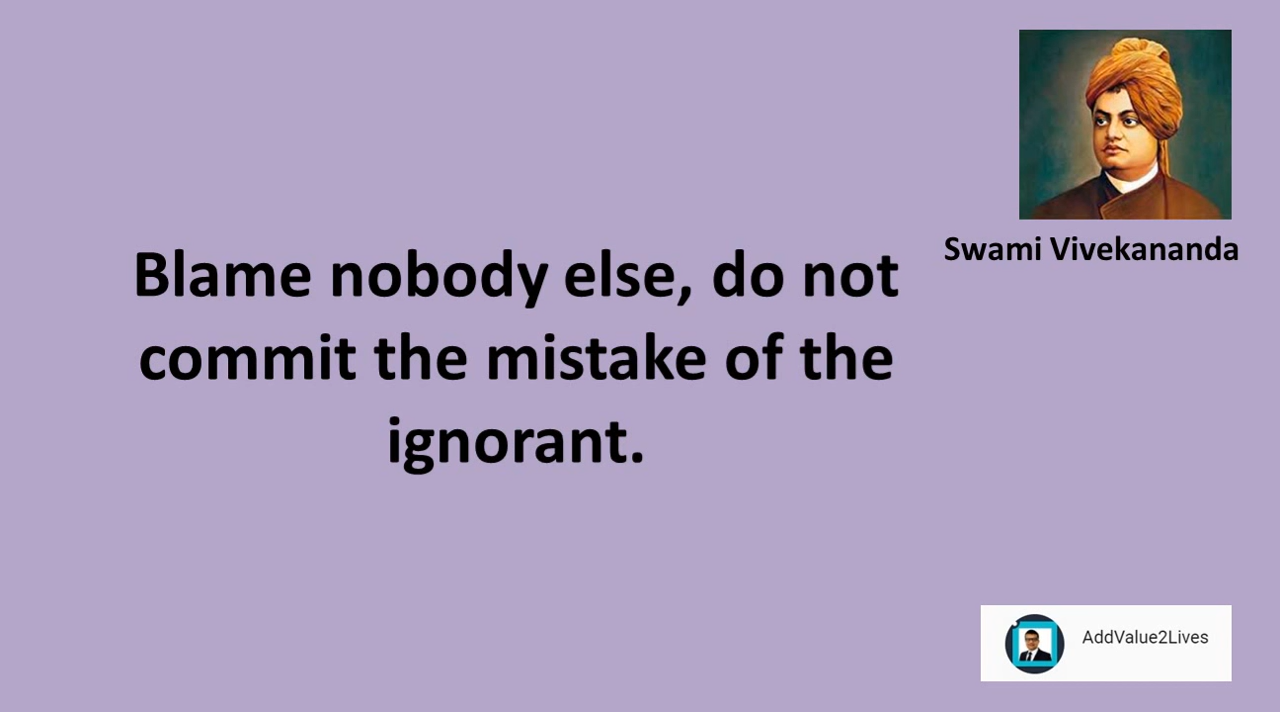 Swami Vivekananda
Blame nobody else, do not
commit the mistake of the
ignorant.
AddValue2Lives